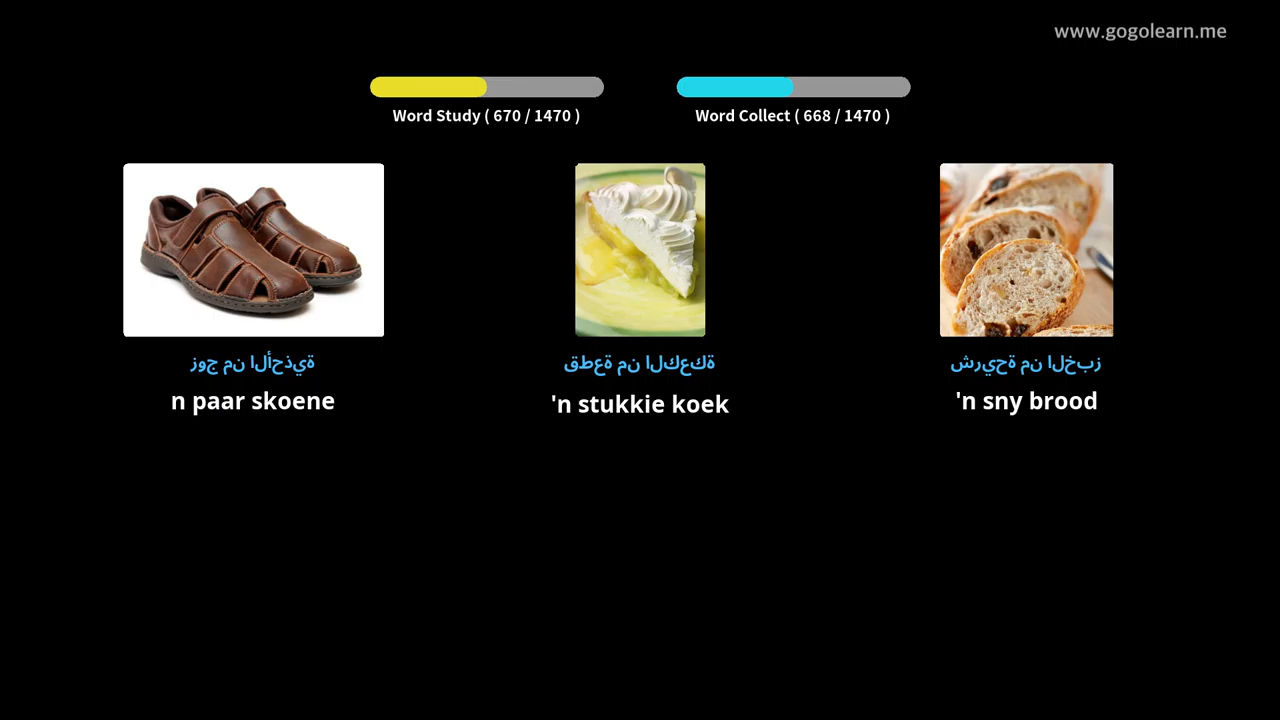 www.gogolearn.me
Word Study ( 670 / 1470 )
Word Collect ( 668 / 1470 )
زوج من الأحذية
n paar skoene
قطعة من الكعكة
'n stukkie koek
شريحة من الخبز
'n sny brood